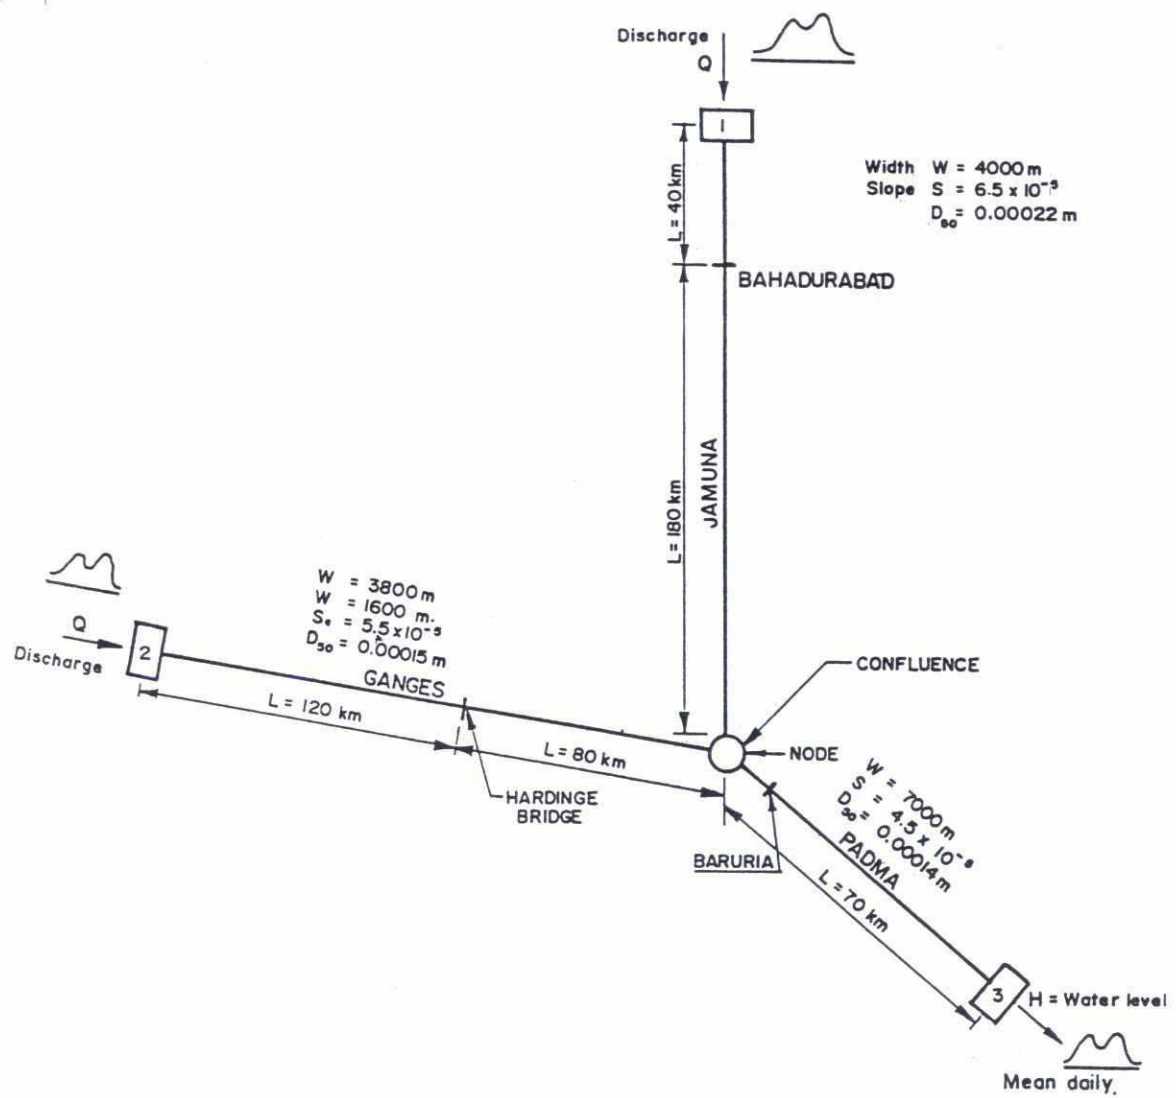 Discharge
Q
1
L = 40 km
Width W = 4000 m
Slope S = 6.5 x 10⁻⁵
D₅₀ = 0.00022 m
BAHADURABAD
JAMUNA
L = 180 km
W = 3800 m
W = 1600 m.
Sₑ = 5.5 x 10⁻⁵
D₅₀ = 0.00015 m
Q
Discharge
2
GANGES
L = 120 km
L = 80 km
HARDINGE
BRIDGE
CONFLUENCE
NODE
W = 7000 m
S = 4.5 x 10⁻⁵
D₅₀ = 0.00014 m
PADMA
BARURIA
L = 70 km
3
H = Water level
Mean daily.